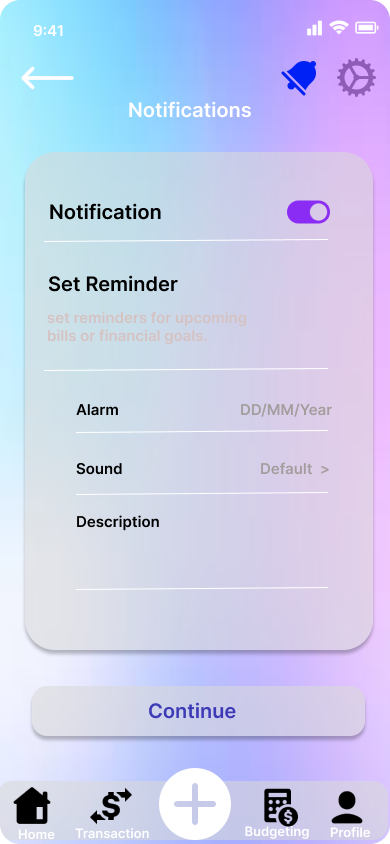 9:41
Notifications
Notification
Set Reminder
set reminders for upcoming
bills or financial goals.
Alarm DD/MM/Year
Sound Default >
Description
Continue
Home Transaction Budgeting Profile